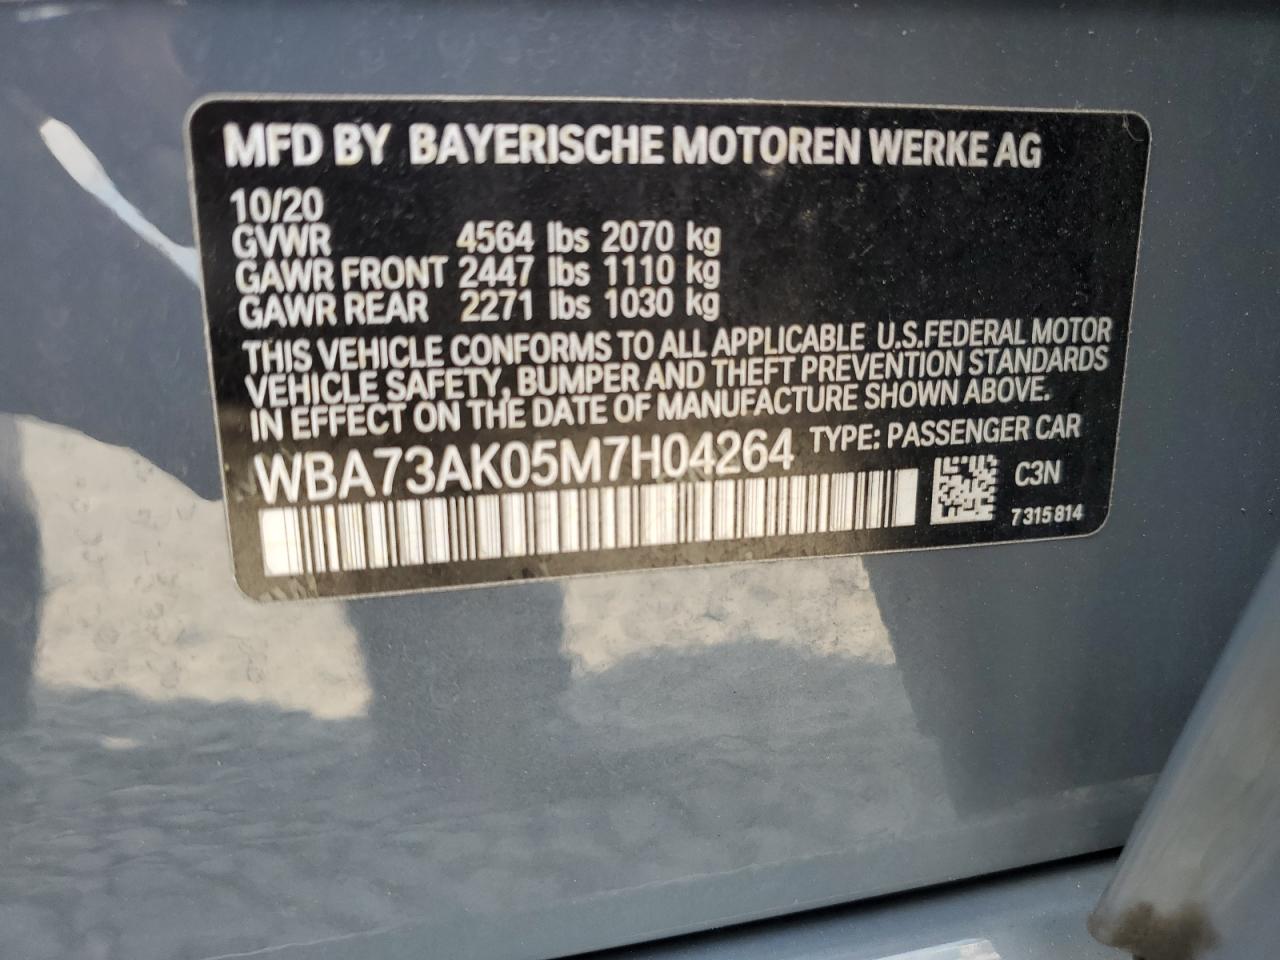 MFD BY BAYERISCHE MOTOREN WERKE AG
10/20
GVWR 4564 lbs 2070 kg
GAWR FRONT 2447 lbs 1110 kg
GAWR REAR 2271 lbs 1030 kg
THIS VEHICLE CONFORMS TO ALL APPLICABLE U.S.FEDERAL MOTOR
VEHICLE SAFETY, BUMPER AND THEFT PREVENTION STANDARDS
IN EFFECT ON THE DATE OF MANUFACTURE SHOWN ABOVE.
WBA73AK05M7H04264 TYPE: PASSENGER CAR
C3N
7315814